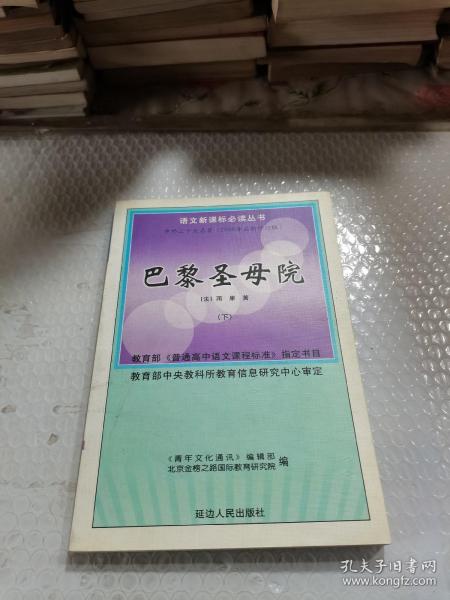 语文新课标必读丛书
巴黎圣母院
［法］雨果 著
（下）
教育部《普通高中语文课程标准》指定书目
教育部中央教科所教育信息研究中心审定
《青年文化通讯》编辑部
北京金榜之路国际教育研究院 编
延边人民出版社
孔夫子旧书网
www.kongfz.com